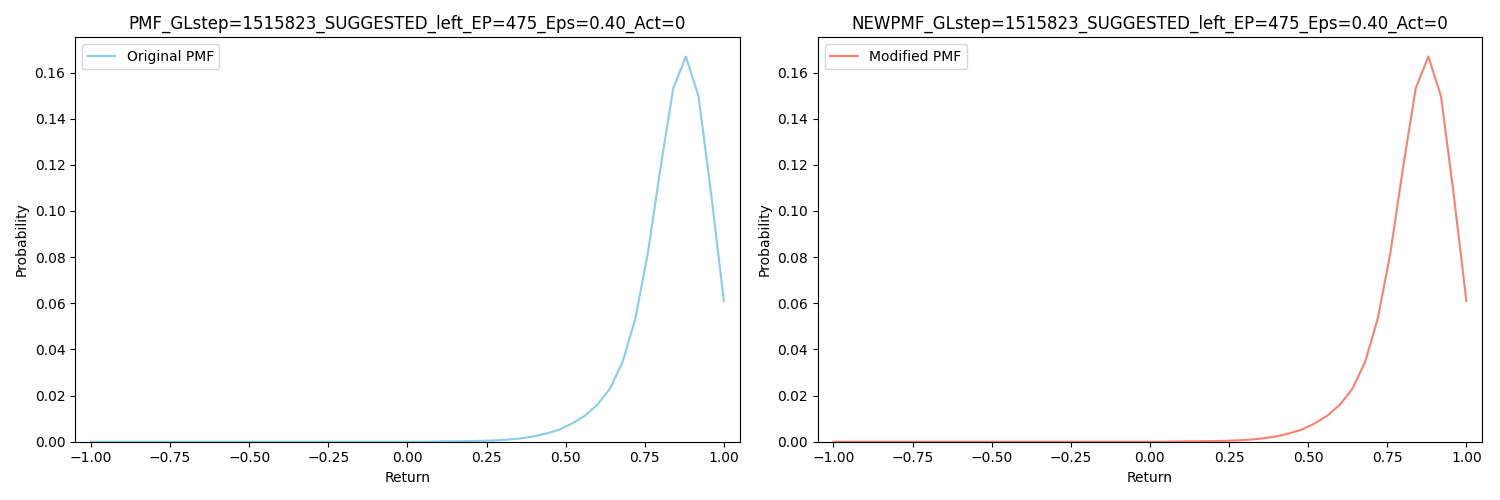 PMF_GLstep=1515823_SUGGESTED_left_EP=475_Eps=0.40_Act=0
Original PMF
Probability
0.16
0.14
0.12
0.10
0.08
0.06
0.04
0.02
0.00
−1.00 −0.75 −0.50 −0.25 0.00 0.25 0.50 0.75 1.00
Return
NEWPMF_GLstep=1515823_SUGGESTED_left_EP=475_Eps=0.40_Act=0
Modified PMF
Probability
0.16
0.14
0.12
0.10
0.08
0.06
0.04
0.02
0.00
−1.00 −0.75 −0.50 −0.25 0.00 0.25 0.50 0.75 1.00
Return